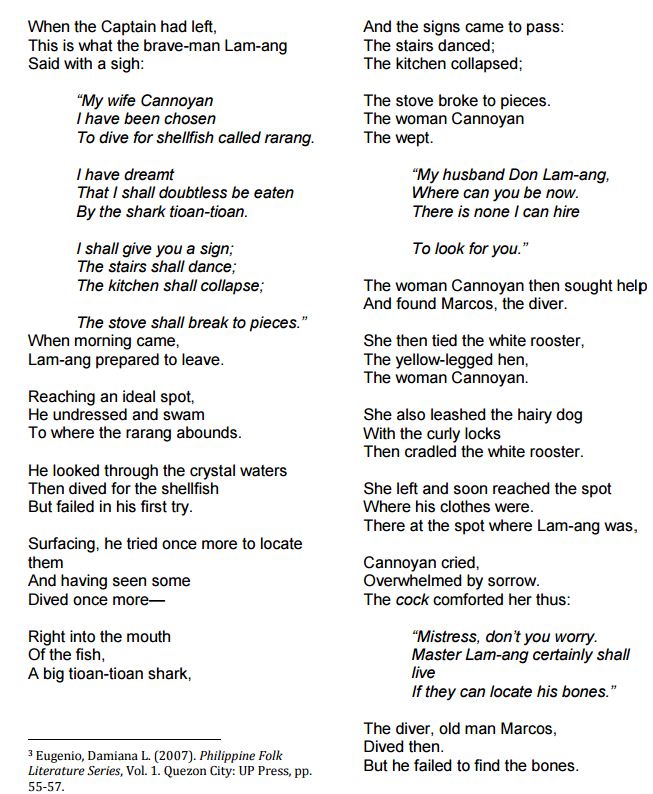 When the Captain had left,
This is what the brave-man Lam-ang
Said with a sigh:
“My wife Cannoyan
I have been chosen
To dive for shellfish called rarang.
I have dreamt
That I shall doubtless be eaten
By the shark tioan-tioan.
I shall give you a sign;
The stairs shall dance;
The kitchen shall collapse;
The stove shall break to pieces.”
When morning came,
Lam-ang prepared to leave.
Reaching an ideal spot,
He undressed and swam
To where the rarang abounds.
He looked through the crystal waters
Then dived for the shellfish
But failed in his first try.
Surfacing, he tried once more to locate
them
And having seen some
Dived once more—
Right into the mouth
Of the fish,
A big tioan-tioan shark,
³ Eugenio, Damiana L. (2007). Philippine Folk
Literature Series, Vol. 1. Quezon City: UP Press, pp.
55-57.
And the signs came to pass:
The stairs danced;
The kitchen collapsed;
The stove broke to pieces.
The woman Cannoyan
The wept.
“My husband Don Lam-ang,
Where can you be now.
There is none I can hire
To look for you.”
The woman Cannoyan then sought help
And found Marcos, the diver.
She then tied the white rooster,
The yellow-legged hen,
The woman Cannoyan.
She also leashed the hairy dog
With the curly locks
Then cradled the white rooster.
She left and soon reached the spot
Where his clothes were.
There at the spot where Lam-ang was,
Cannoyan cried,
Overwhelmed by sorrow.
The cock comforted her thus:
“Mistress, don’t you worry.
Master Lam-ang certainly shall
live
If they can locate his bones.”
The diver, old man Marcos,
Dived then.
But he failed to find the bones.